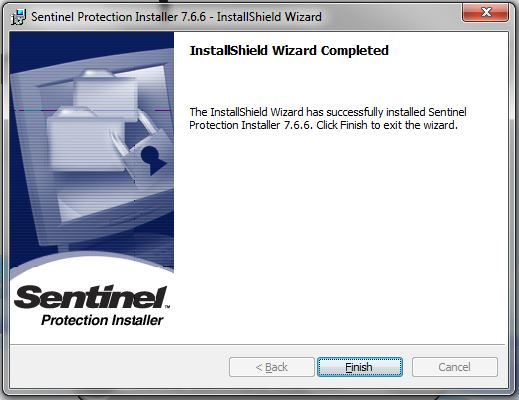 Sentinel Protection Installer 7.6.6 - InstallShield Wizard
InstallShield Wizard Completed
The InstallShield Wizard has successfully installed Sentinel
Protection Installer 7.6.6. Click Finish to exit the wizard.
Sentinel™
Protection Installer
< Back
Finish
Cancel